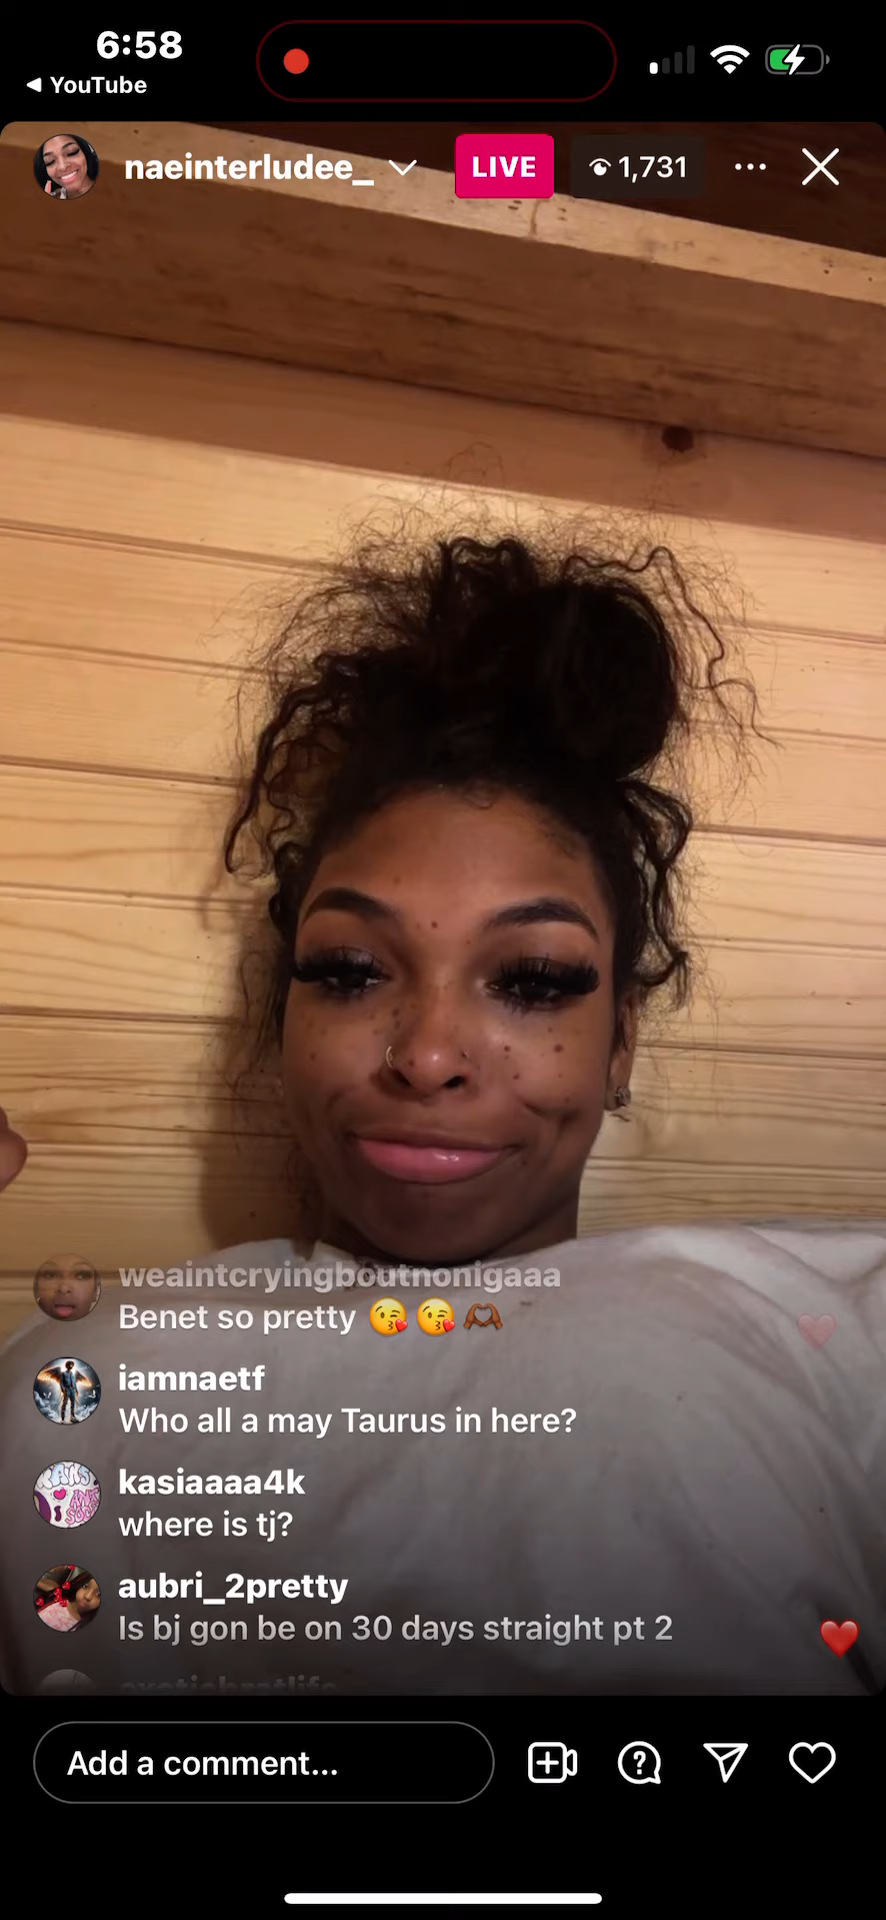 6:58
◀ YouTube
naeinterludee_
LIVE
1,731
weaintcryingboutnonigaaa
Benet so pretty 😘 😘 🫶🏾
iamnaetf
Who all a may Taurus in here?
kasiaaaa4k
where is tj?
aubri_2pretty
Is bj gon be on 30 days straight pt 2
Add a comment...